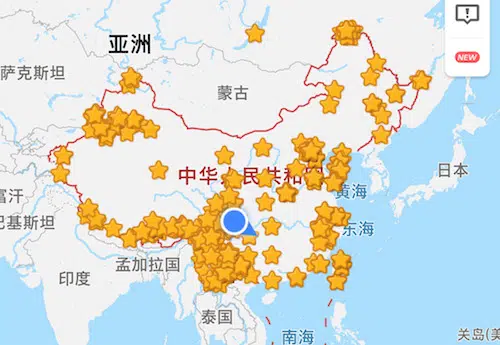 亚洲
NEW
萨克斯坦
蒙古
日本
中华人民共和国
黄海
富汗
巴基斯坦
东海
孟加拉国
印度
泰国
南海
关岛(美